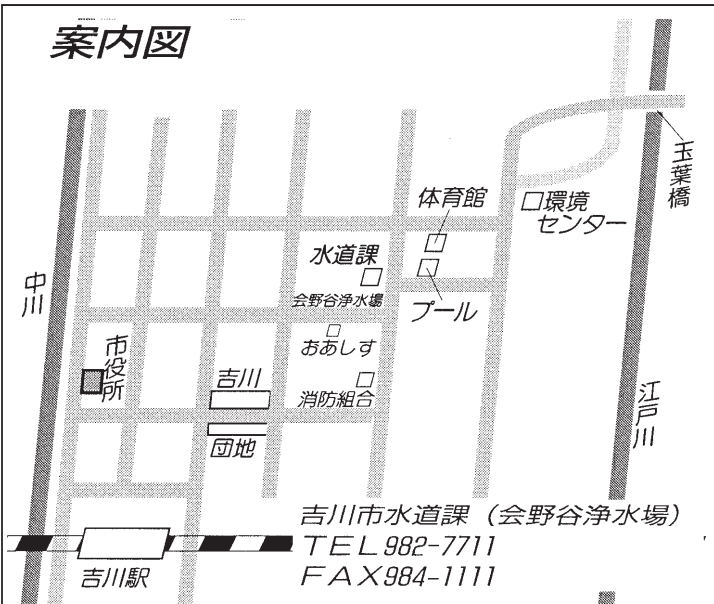 案内図
玉葉橋
体育館
環境
センター
水道課
会野谷浄水場
プール
中川
おあしす
市役所
吉川
消防組合
団地
江戸川
吉川市水道課（会野谷浄水場）
TEL982-7711
FAX984-1111
吉川駅